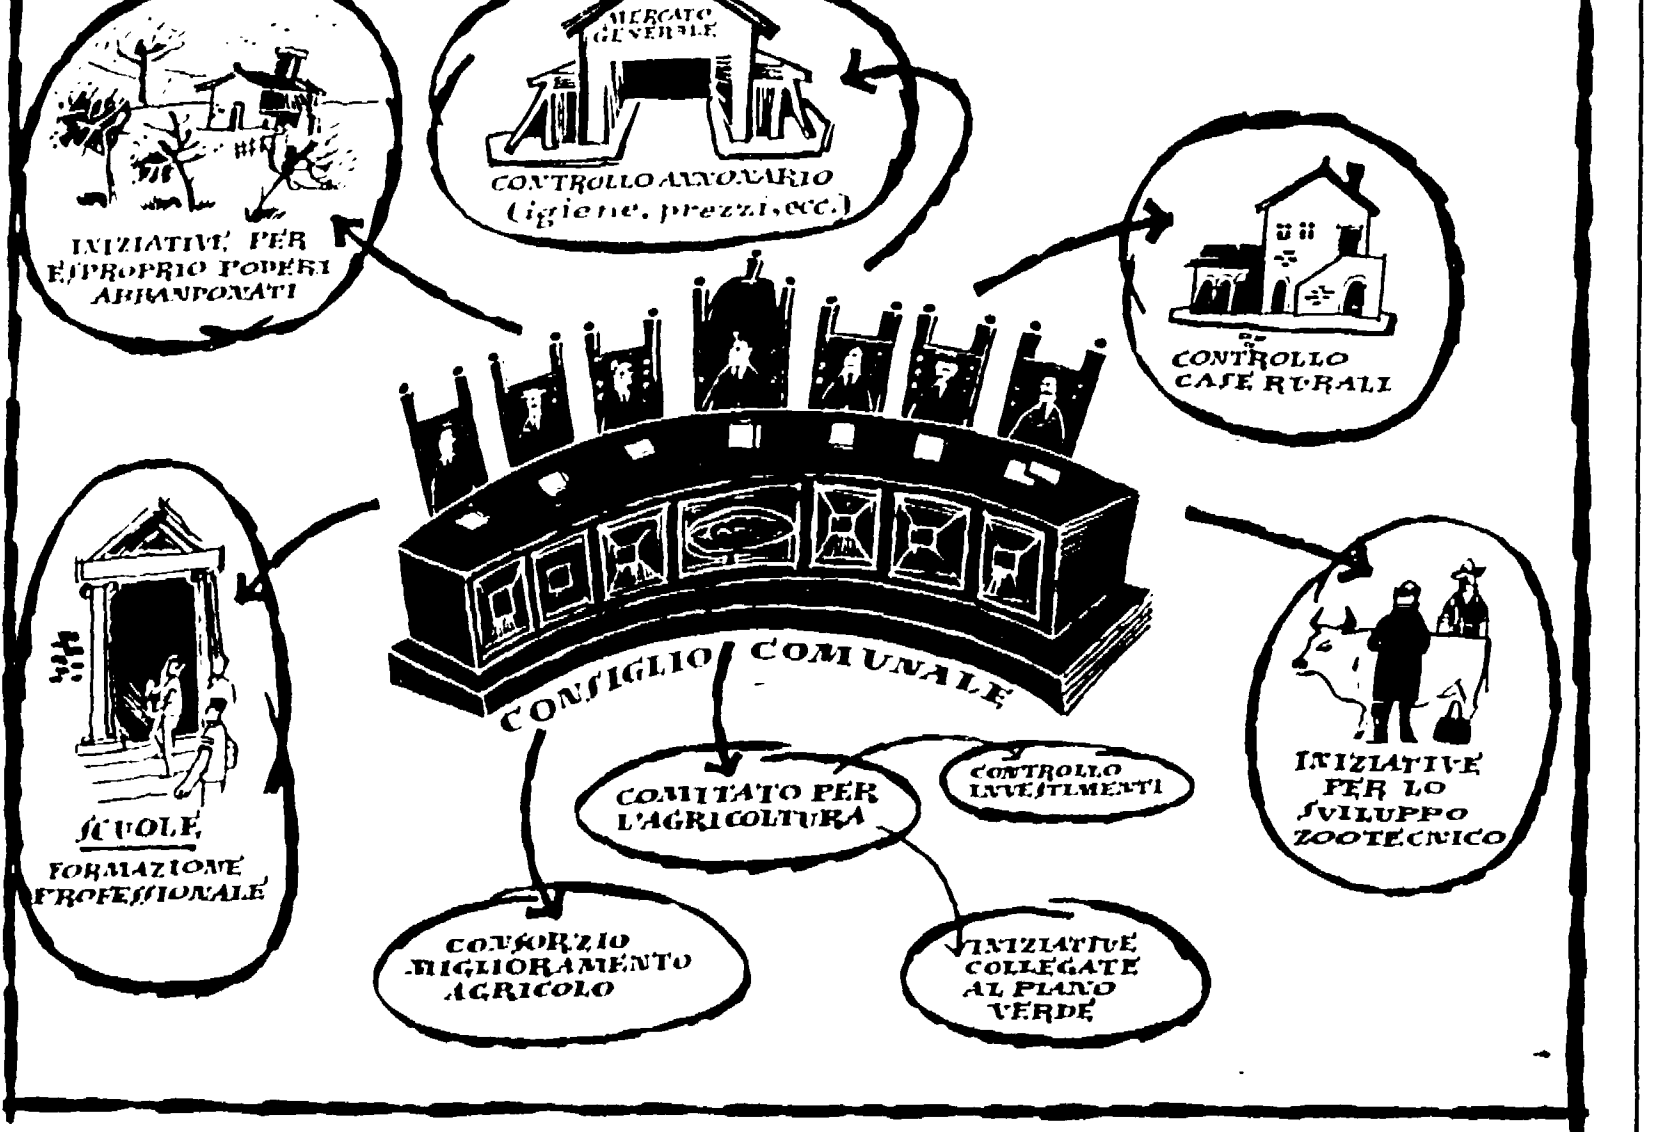 MERCATO
GENERALE
CONTROLLO ANNONARIO
(igiene, prezzi, ecc.)
INIZIATIVE PER
ESPROPRIO PODERI
ABBANDONATI
CONTROLLO
CASE RURALI
CONSIGLIO COMUNALE
SCUOLE
FORMAZIONE
PROFESSIONALE
COMITATO PER
L'AGRICOLTURA
CONTROLLO
INVESTIMENTI
INIZIATIVE
PER LO
SVILUPPO
ZOOTECNICO
CONSORZIO
MIGLIORAMENTO
AGRICOLO
INIZIATIVE
COLLEGATE
AL PIANO
VERDE